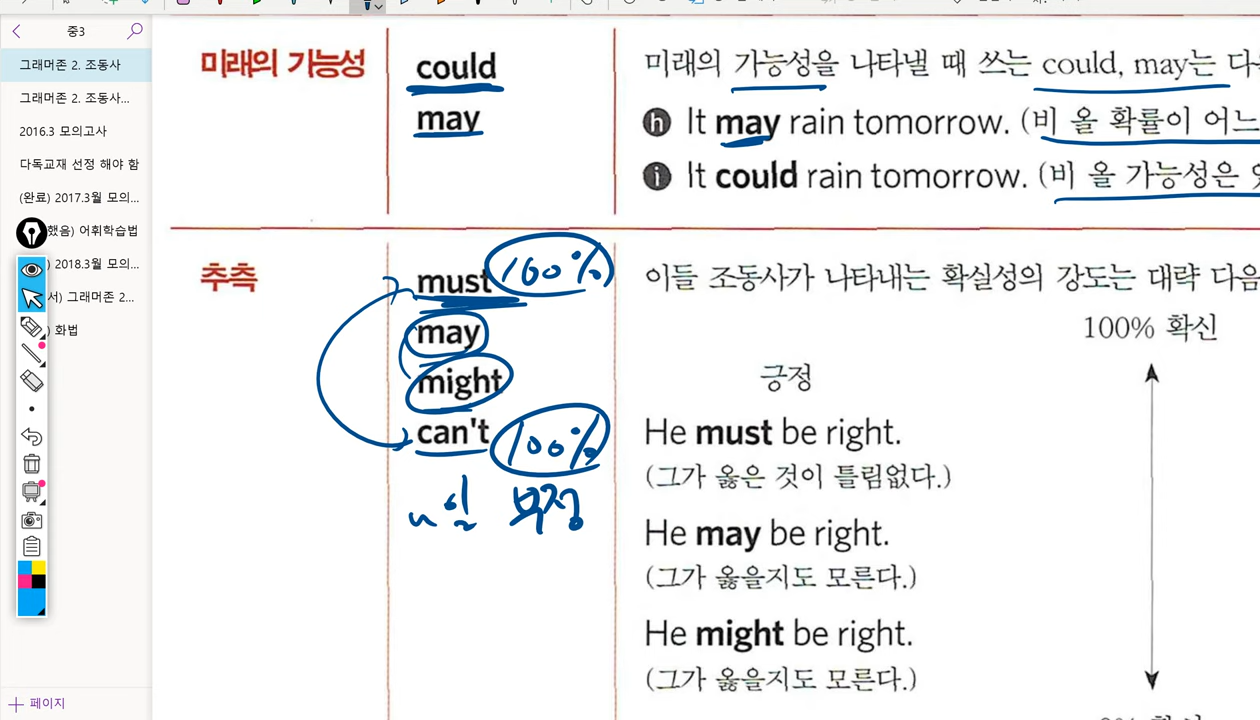 중3
그래머존 2. 조동사
그래머존 2. 조동사...
2016.3 모의고사
다독교재 선정 해야 함
(완료) 2017.3월 모의...
했음) 어휘학습법
) 2018.3월 모의...
서) 그래머존 2...
) 화법
페이지
미래의 가능성
could
may
미래의 가능성을 나타낼 때 쓰는 could, may는
h It may rain tomorrow. (비 올 확률이 어느
i It could rain tomorrow. (비 올 가능성은
추측
must 100%
may
might
can't 100%
~일 부정
이들 조동사가 나타내는 확실성의 강도는 대략 다음
100% 확신
긍정
He must be right.
(그가 옳은 것이 틀림없다.)
He may be right.
(그가 옳을지도 모른다.)
He might be right.
(그가 옳을지도 모른다.)